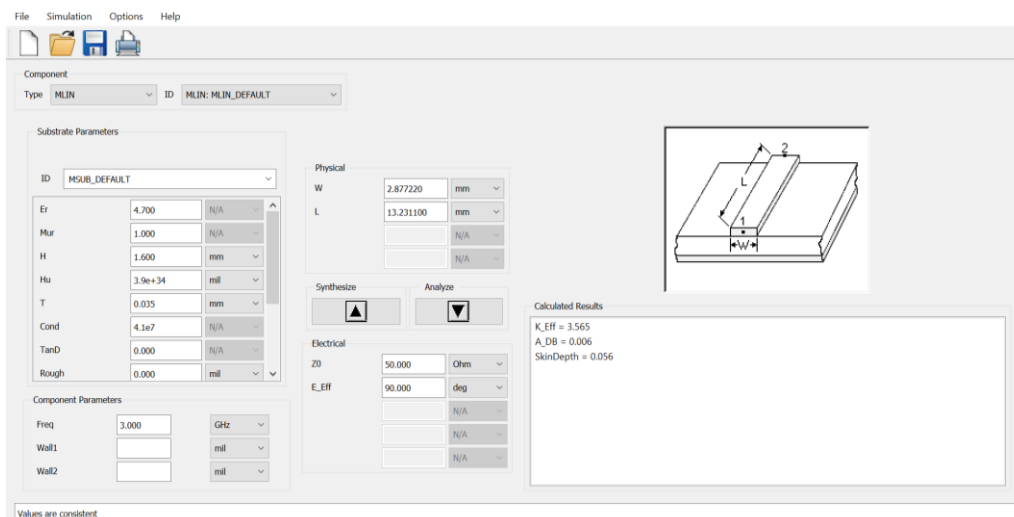 File Simulation Options Help
Component
Type MLIN ID MLIN: MLIN_DEFAULT
Substrate Parameters
ID MSUB_DEFAULT
Er 4.700 N/A
Mur 1.000 N/A
H 1.600 mm
Hu 3.9e+34 mil
T 0.035 mm
Cond 4.1e7 N/A
TanD 0.000 N/A
Rough 0.000 mil
Component Parameters
Freq 3.000 GHz
Wall1 mil
Wall2 mil
Physical
W 2.877220 mm
L 13.231100 mm
N/A
N/A
Synthesize Analyze
Electrical
Z0 50.000 Ohm
E_Eff 90.000 deg
N/A
N/A
N/A
2
L
1
W
Calculated Results
K_Eff = 3.565
A_DB = 0.006
SkinDepth = 0.056
Values are consistent